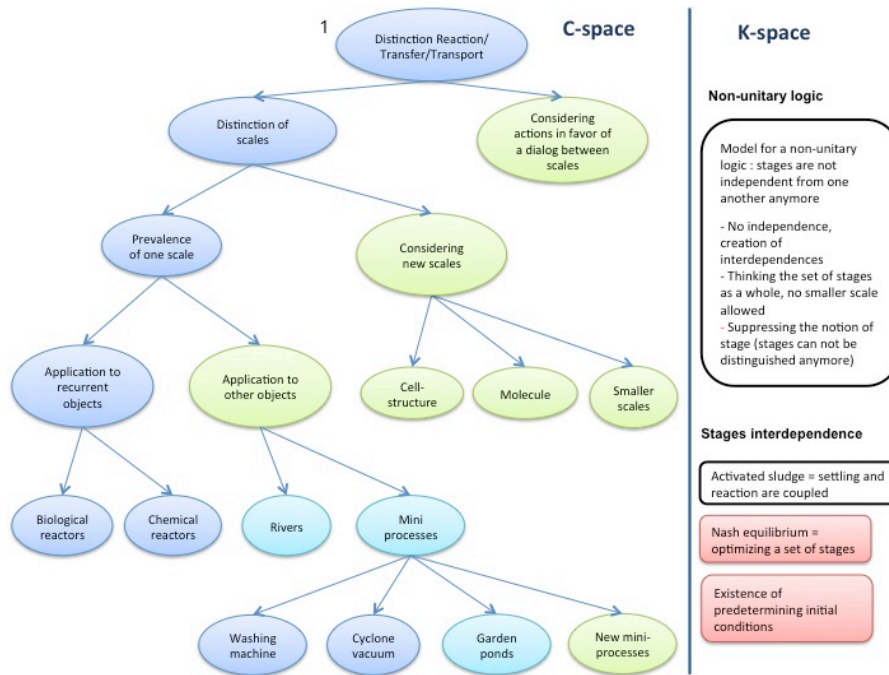 1
Distinction Reaction/
Transfer/Transport
C-space
K-space
Distinction of
scales
Considering
actions in favor of
a dialog between
scales
Prevalence
of one scale
Considering
new scales
Application to
recurrent
objects
Application to
other objects
Cell-
structure
Molecule
Smaller
scales
Biological
reactors
Chemical
reactors
Rivers
Mini
processes
Washing
machine
Cyclone
vacuum
Garden
ponds
New mini-
processes
Non-unitary logic
Model for a non-unitary
logic : stages are not
independent from one
another anymore
- No independence,
creation of
interdependences
- Thinking the set of stages
as a whole, no smaller scale
allowed
- Suppressing the notion of
stage (stages can not be
distinguished anymore)
Stages interdependence
Activated sludge = settling and
reaction are coupled
Nash equilibrium =
optimizing a set of stages
Existence of
predetermining initial
conditions